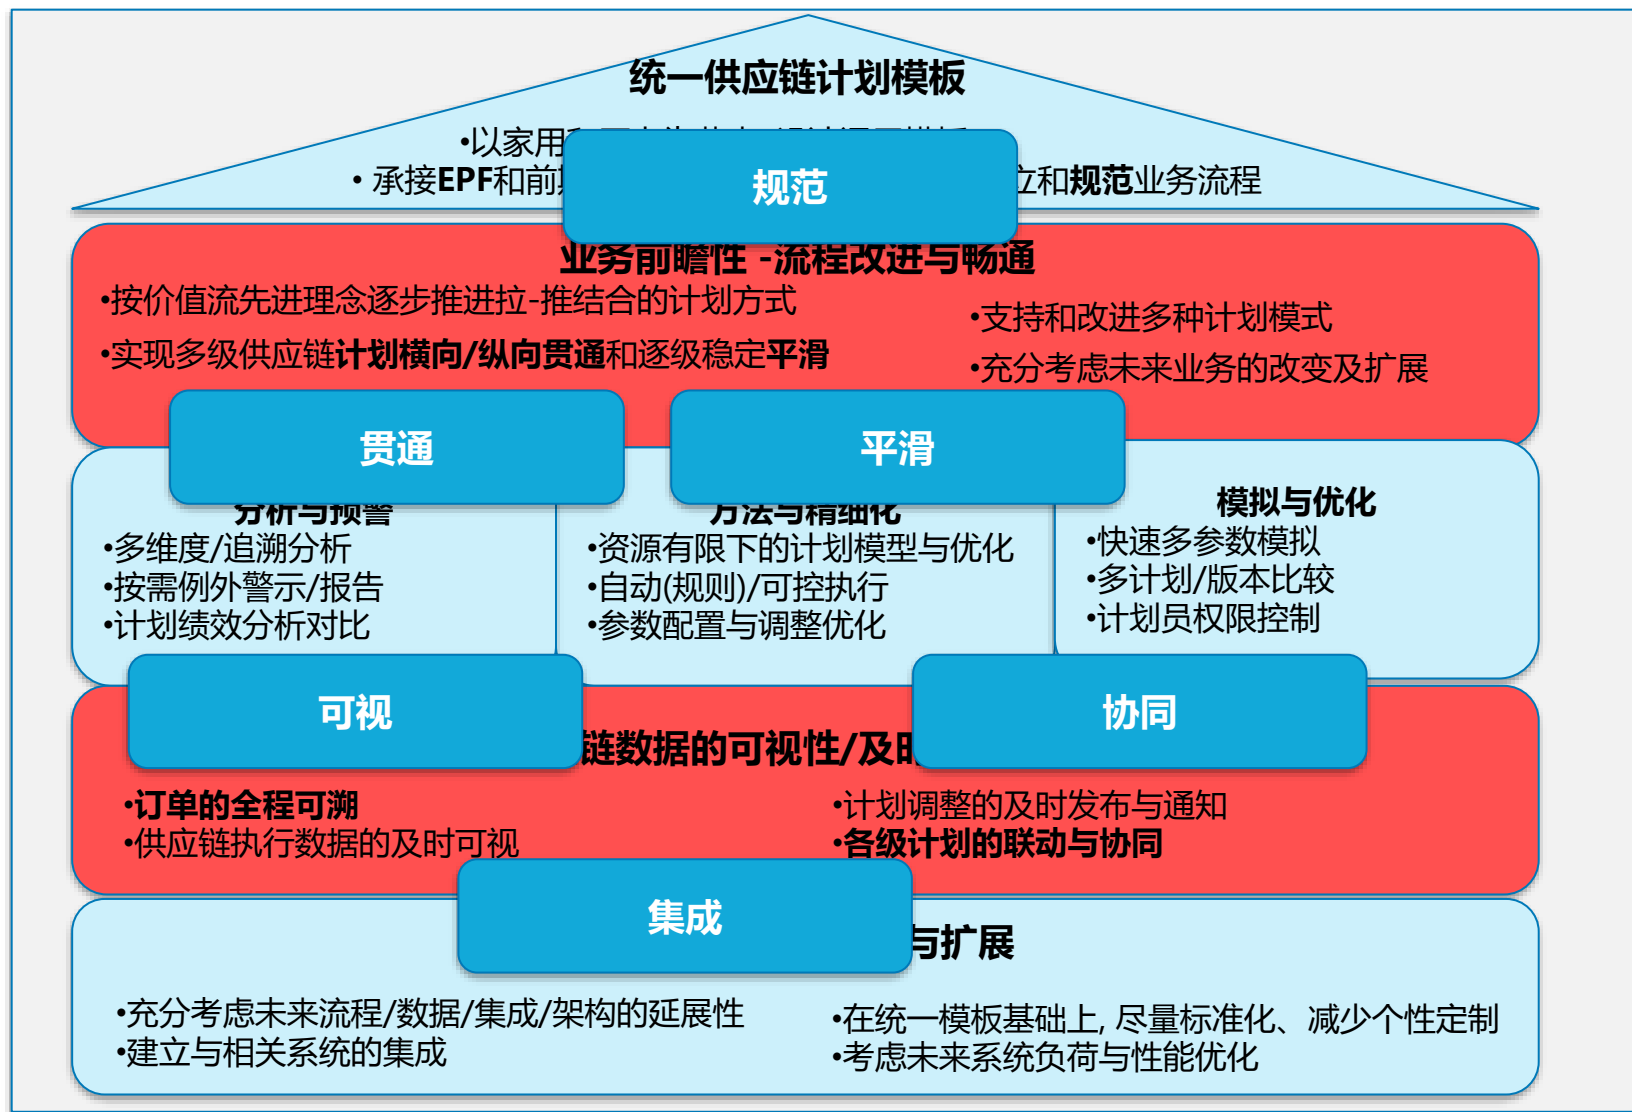 统一供应链计划模板
•以家用
• 承接EPF和前 立和规范业务流程
规范
业务前瞻性 -流程改进与畅通
•按价值流先进理念逐步推进拉-推结合的计划方式
•实现多级供应链计划横向/纵向贯通和逐级稳定平滑
•支持和改进多种计划模式
•充分考虑未来业务的改变及扩展
贯通
平滑
分析与预警
•多维度/追溯分析
•按需例外警示/报告
•计划绩效分析对比
方法与精细化
•资源有限下的计划模型与优化
•自动(规则)/可控执行
•参数配置与调整优化
模拟与优化
•快速多参数模拟
•多计划/版本比较
•计划员权限控制
可视
协同
链数据的可视性/及
•订单的全程可溯
•供应链执行数据的及时可视
•计划调整的及时发布与通知
•各级计划的联动与协同
集成
与扩展
•充分考虑未来流程/数据/集成/架构的延展性
•建立与相关系统的集成
•在统一模板基础上, 尽量标准化、减少个性定制
•考虑未来系统负荷与性能优化